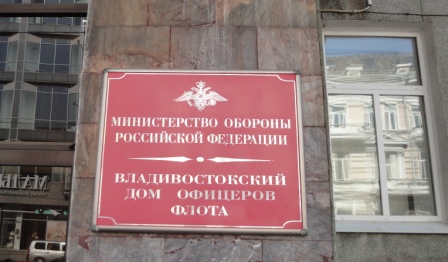 МИНИСТЕРСТВО ОБОРОНЫ
РОССИЙСКОЙ ФЕДЕРАЦИИ
ВЛАДИВОСТОКСКИЙ
ДОМ ОФИЦЕРОВ
ФЛОТА